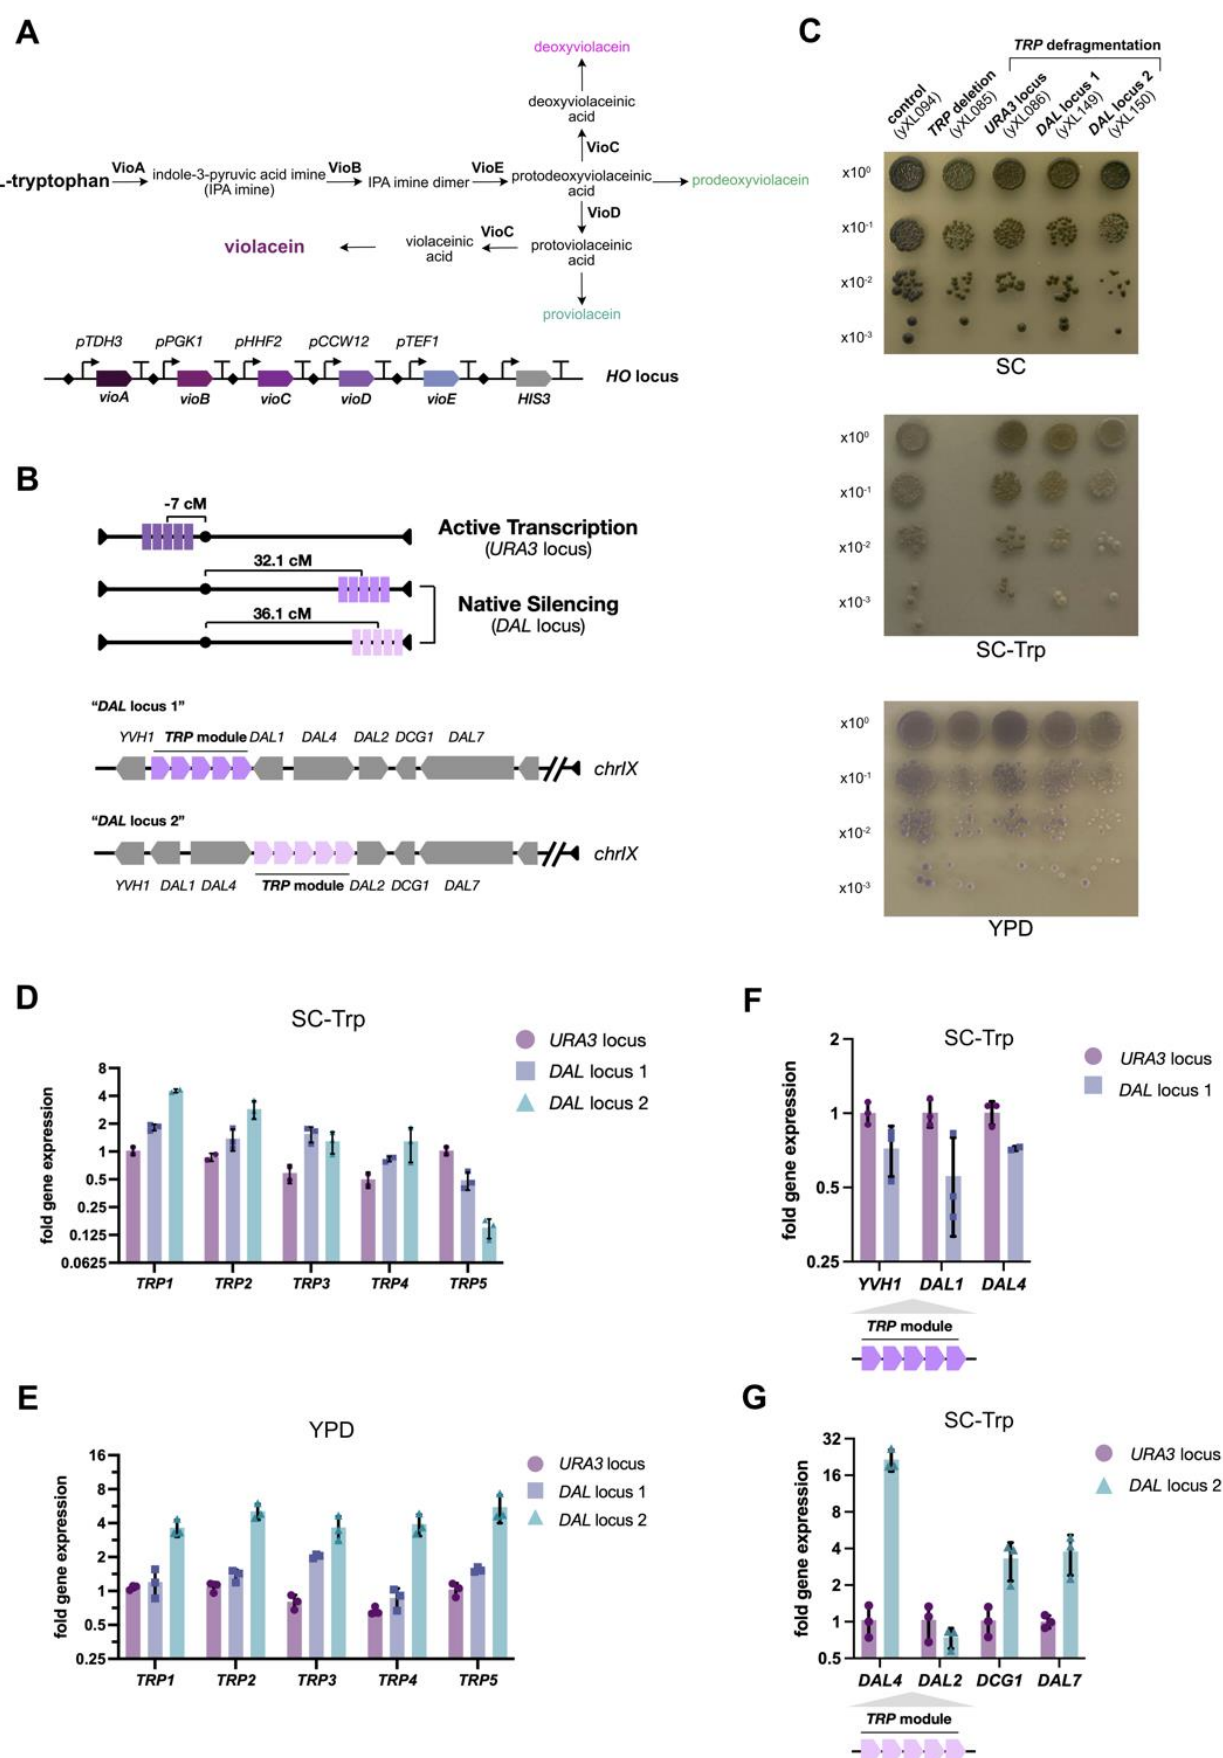 A
deoxyviolacein
deoxyviolaceinic
acid
VioC
L-tryptophan
VioA
indole-3-pyruvic acid imine
(IPA imine)
VioB
IPA imine dimer
VioE
protodeoxyviolaceinic
acid
prodeoxyviolacein
VioD
violacein
violaceinic
acid
VioC
protoviolaceinic
acid
proviolacein
pTDH3 pPGK1 pHHF2 pCCW12 pTEF1
HO locus
vioA vioB vioC vioD vioE HIS3
B
-7 cM
Active Transcription
(URA3 locus)
32.1 cM
Native Silencing
(DAL locus)
36.1 cM
“DAL locus 1”
YVH1 TRP module DAL1 DAL4 DAL2 DCG1 DAL7
chrIX
“DAL locus 2”
chrIX
YVH1 DAL1 DAL4 TRP module DAL2 DCG1 DAL7
C
TRP defragmentation
control
(yXL094)
TRP deletion
(yXL085)
URA3 locus
(yXL086)
DAL locus 1
(yXL149)
DAL locus 2
(yXL150)
x10⁰
x10⁻¹
x10⁻²
x10⁻³
SC
x10⁰
x10⁻¹
x10⁻²
x10⁻³
SC-Trp
x10⁰
x10⁻¹
x10⁻²
x10⁻³
YPD
D
SC-Trp
URA3 locus
DAL locus 1
DAL locus 2
fold gene expression
8
4
2
1
0.5
0.25
0.125
0.0625
TRP1 TRP2 TRP3 TRP4 TRP5
F
SC-Trp
URA3 locus
DAL locus 1
fold gene expression
2
1
0.5
0.25
YVH1 DAL1 DAL4
TRP module
E
YPD
URA3 locus
DAL locus 1
DAL locus 2
fold gene expression
16
8
4
2
1
0.5
0.25
TRP1 TRP2 TRP3 TRP4 TRP5
G
SC-Trp
URA3 locus
DAL locus 2
fold gene expression
32
16
8
4
2
1
0.5
DAL4 DAL2 DCG1 DAL7
TRP module